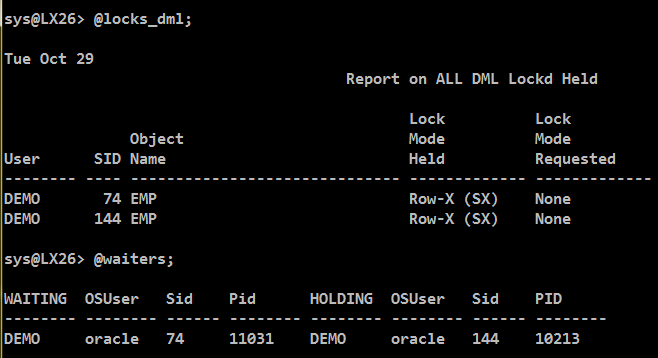 sys@LX26> @locks_dml;
Tue Oct 29
Report on ALL DML Lockd Held
Lock Lock
Object Mode Mode
User SID Name Held Requested
-------- ---- ------------------------------ ------------- -------------
DEMO 74 EMP Row-X (SX) None
DEMO 144 EMP Row-X (SX) None
sys@LX26> @waiters;
WAITING OSUser Sid Pid HOLDING OSUser Sid PID
-------- -------- ------ -------- -------- -------- ------ --------
DEMO oracle 74 11031 DEMO oracle 144 10213